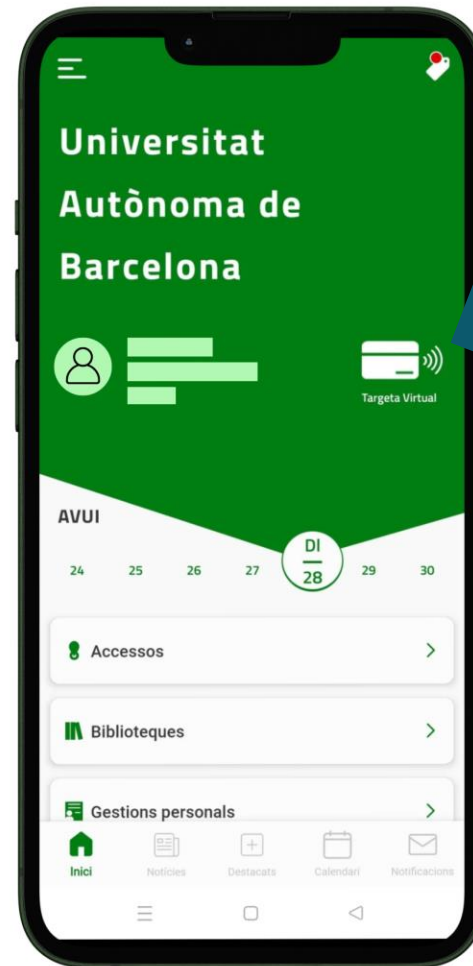 Universitat
Autònoma de
Barcelona
Targeta Virtual
AVUI
24 25 26 27 DI 28 29 30
Accessos
Biblioteques
Gestions personals
Inici Notícies Destacats Calendari Notificacions